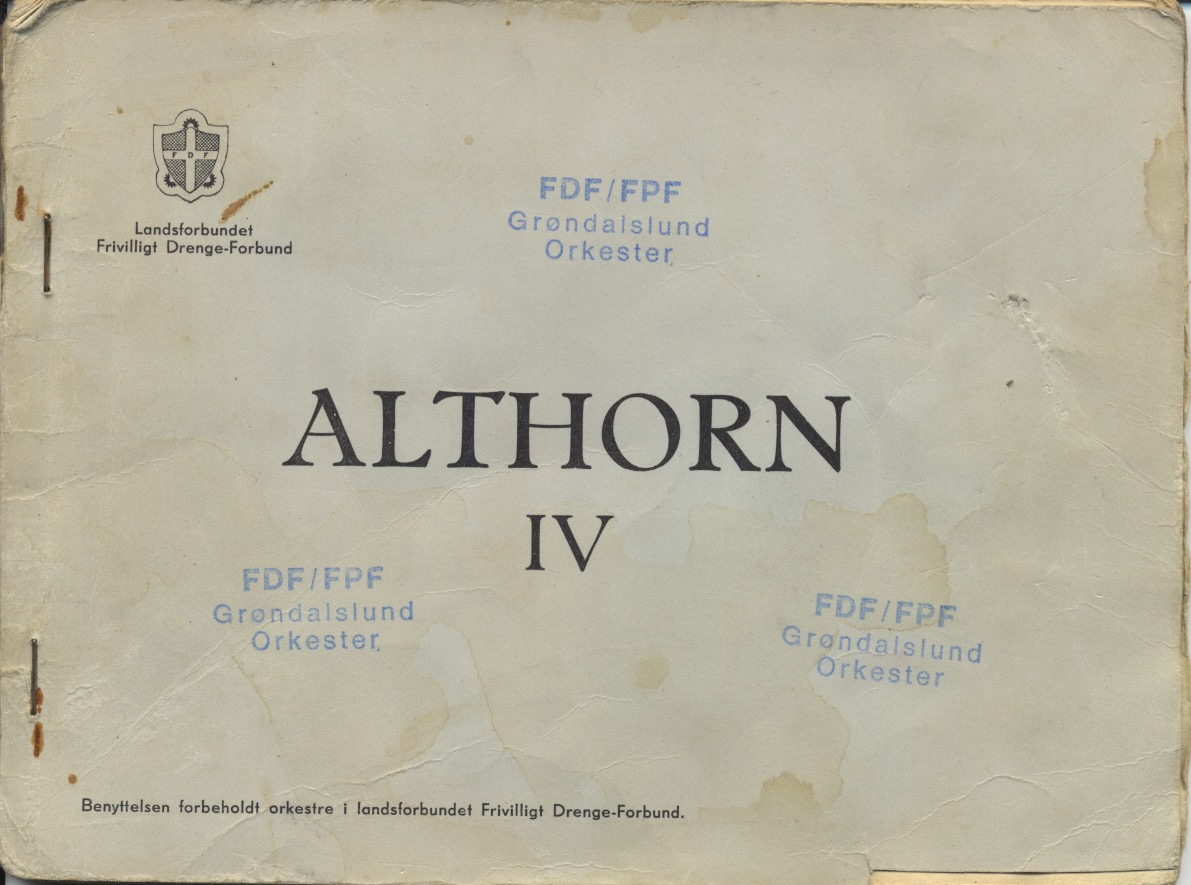 FDF
Landsforbundet
Frivilligt Drenge-Forbund
FDF/FPF
Grøndalslund
Orkester
ALTHORN
IV
FDF/FPF
Grøndalslund
Orkester
FDF/FPF
Grøndalslund
Orkester
Benyttelsen forbeholdt orkestre i landsforbundet Frivilligt Drenge-Forbund.